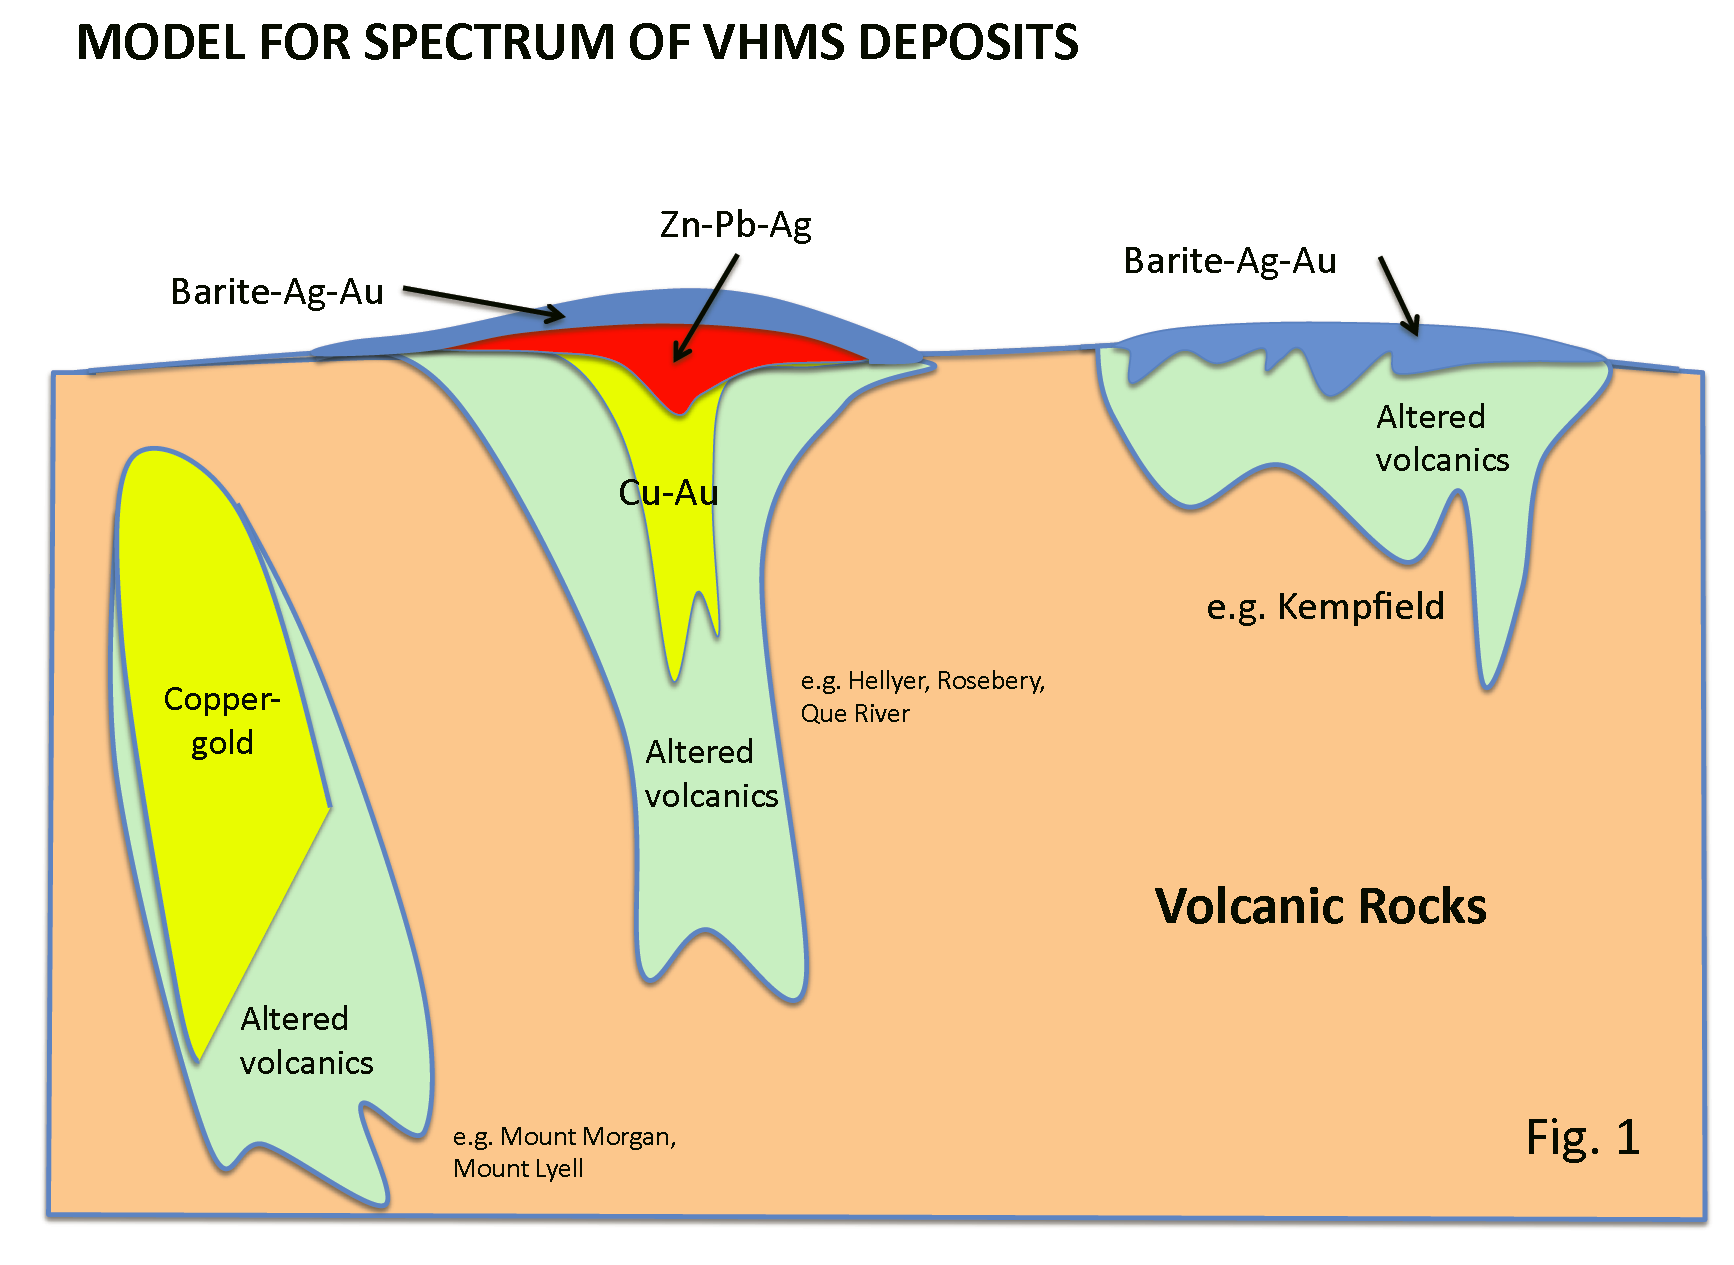 MODEL FOR SPECTRUM OF VHMS DEPOSITS
Zn-Pb-Ag
Barite-Ag-Au
Barite-Ag-Au
Altered
volcanics
Cu-Au
e.g. Kempfield
e.g. Hellyer, Rosebery,
Que River
Copper-
gold
Altered
volcanics
Volcanic Rocks
Altered
volcanics
e.g. Mount Morgan,
Mount Lyell
Fig. 1